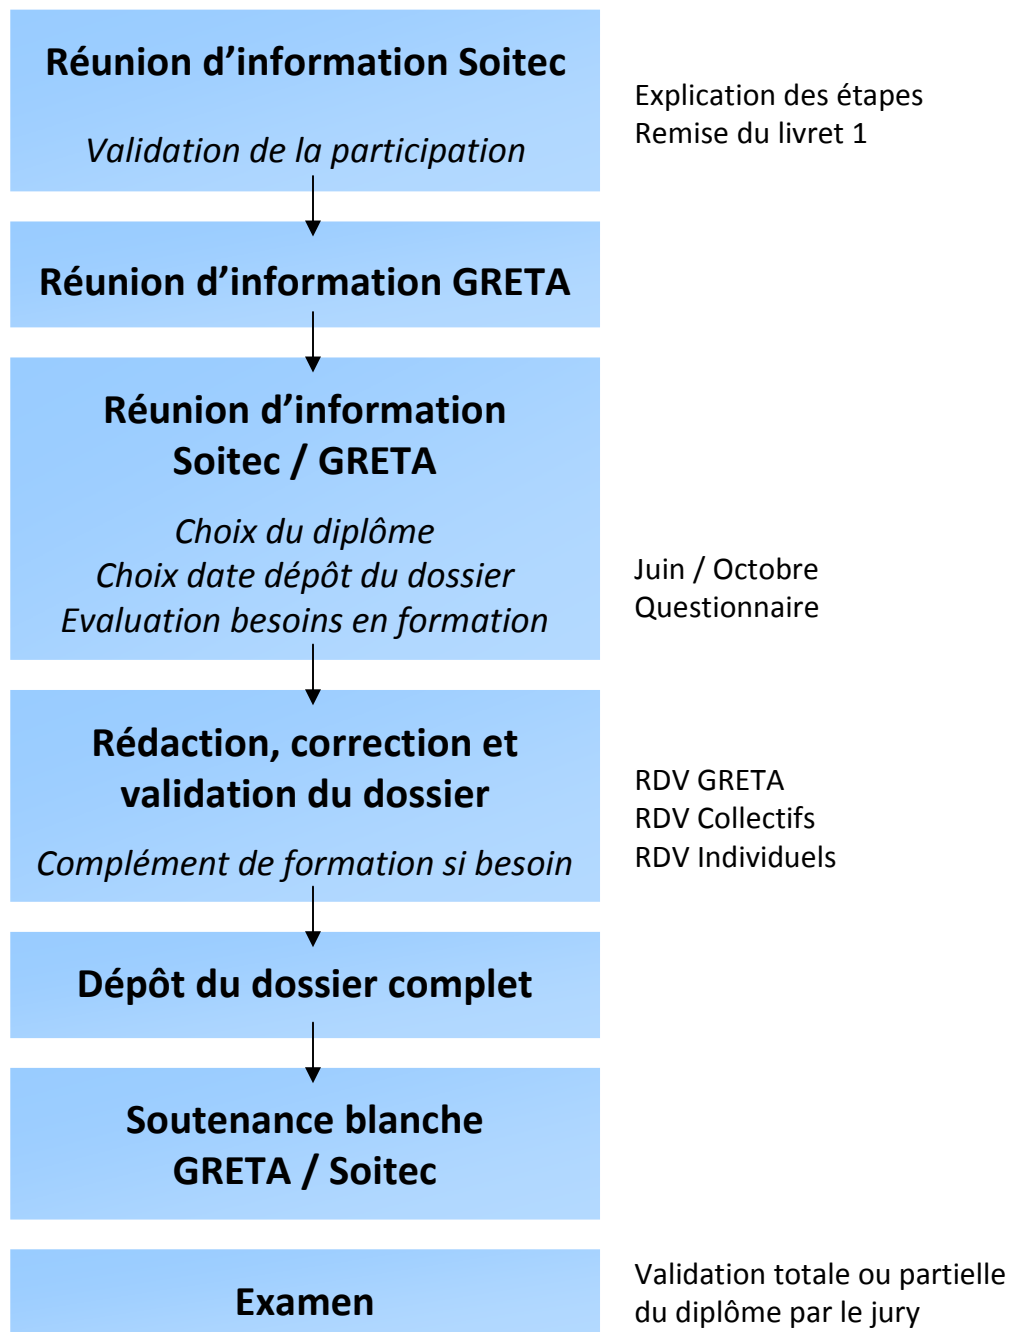 Réunion d’information Soitec
Validation de la participation
Explication des étapes
Remise du livret 1
Réunion d’information GRETA
Réunion d’information
Soitec / GRETA
Choix du diplôme
Choix date dépôt du dossier
Evaluation besoins en formation
Juin / Octobre
Questionnaire
Rédaction, correction et
validation du dossier
Complément de formation si besoin
RDV GRETA
RDV Collectifs
RDV Individuels
Dépôt du dossier complet
Soutenance blanche
GRETA / Soitec
Examen
Validation totale ou partielle
du diplôme par le jury